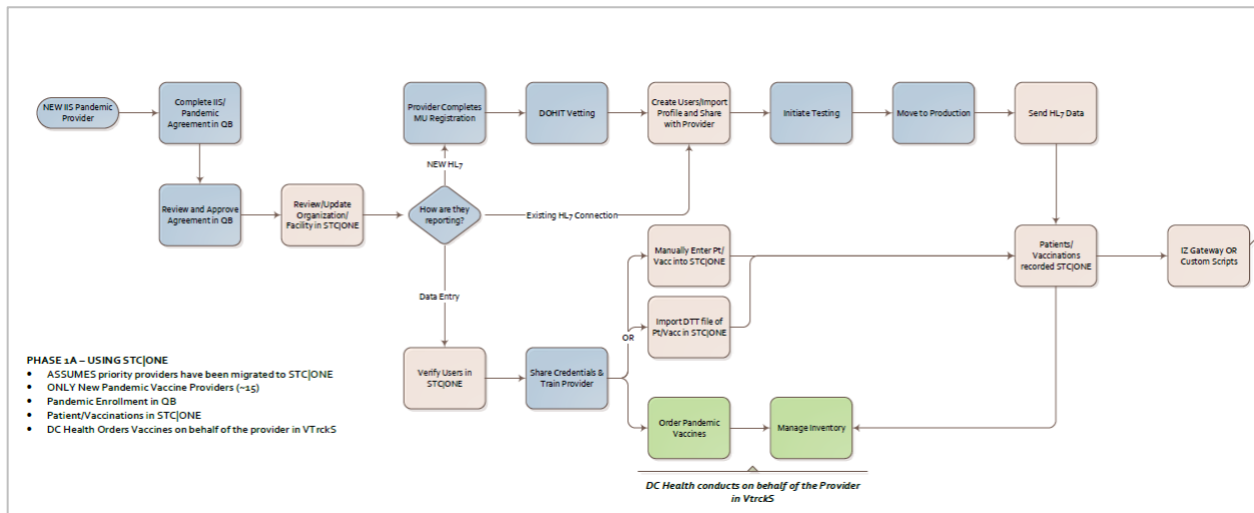 NEW IIS Pandemic
Provider
Complete IIS/
Pandemic
Agreement in QB
Provider Completes
MU Registration
DOHIT Vetting
Create Users/Import
Profile and Share
with Provider
Initiate Testing
Move to Production
Send HL7 Data
NEW HL7
Review and Approve
Agreement in QB
Review/Update
Organization/
Facility in STC|ONE
How are they
reporting?
Existing HL7 Connection
Manually Enter Pt/
Vacc into STC|ONE
Patients/
Vaccinations
recorded STC|ONE
IZ Gateway OR
Custom Scripts
Data Entry
Import DTT file of
Pt/Vacc in STC|ONE
OR
Verify Users in
STC|ONE
Share Credentials &
Train Provider
Order Pandemic
Vaccines
Manage Inventory
DC Health conducts on behalf of the Provider
in VtrckS
PHASE 1A – USING STC|ONE
• ASSUMES priority providers have been migrated to STC|ONE
• ONLY New Pandemic Vaccine Providers (~15)
• Pandemic Enrollment in QB
• Patient/Vaccinations in STC|ONE
• DC Health Orders Vaccines on behalf of the provider in VTrckS